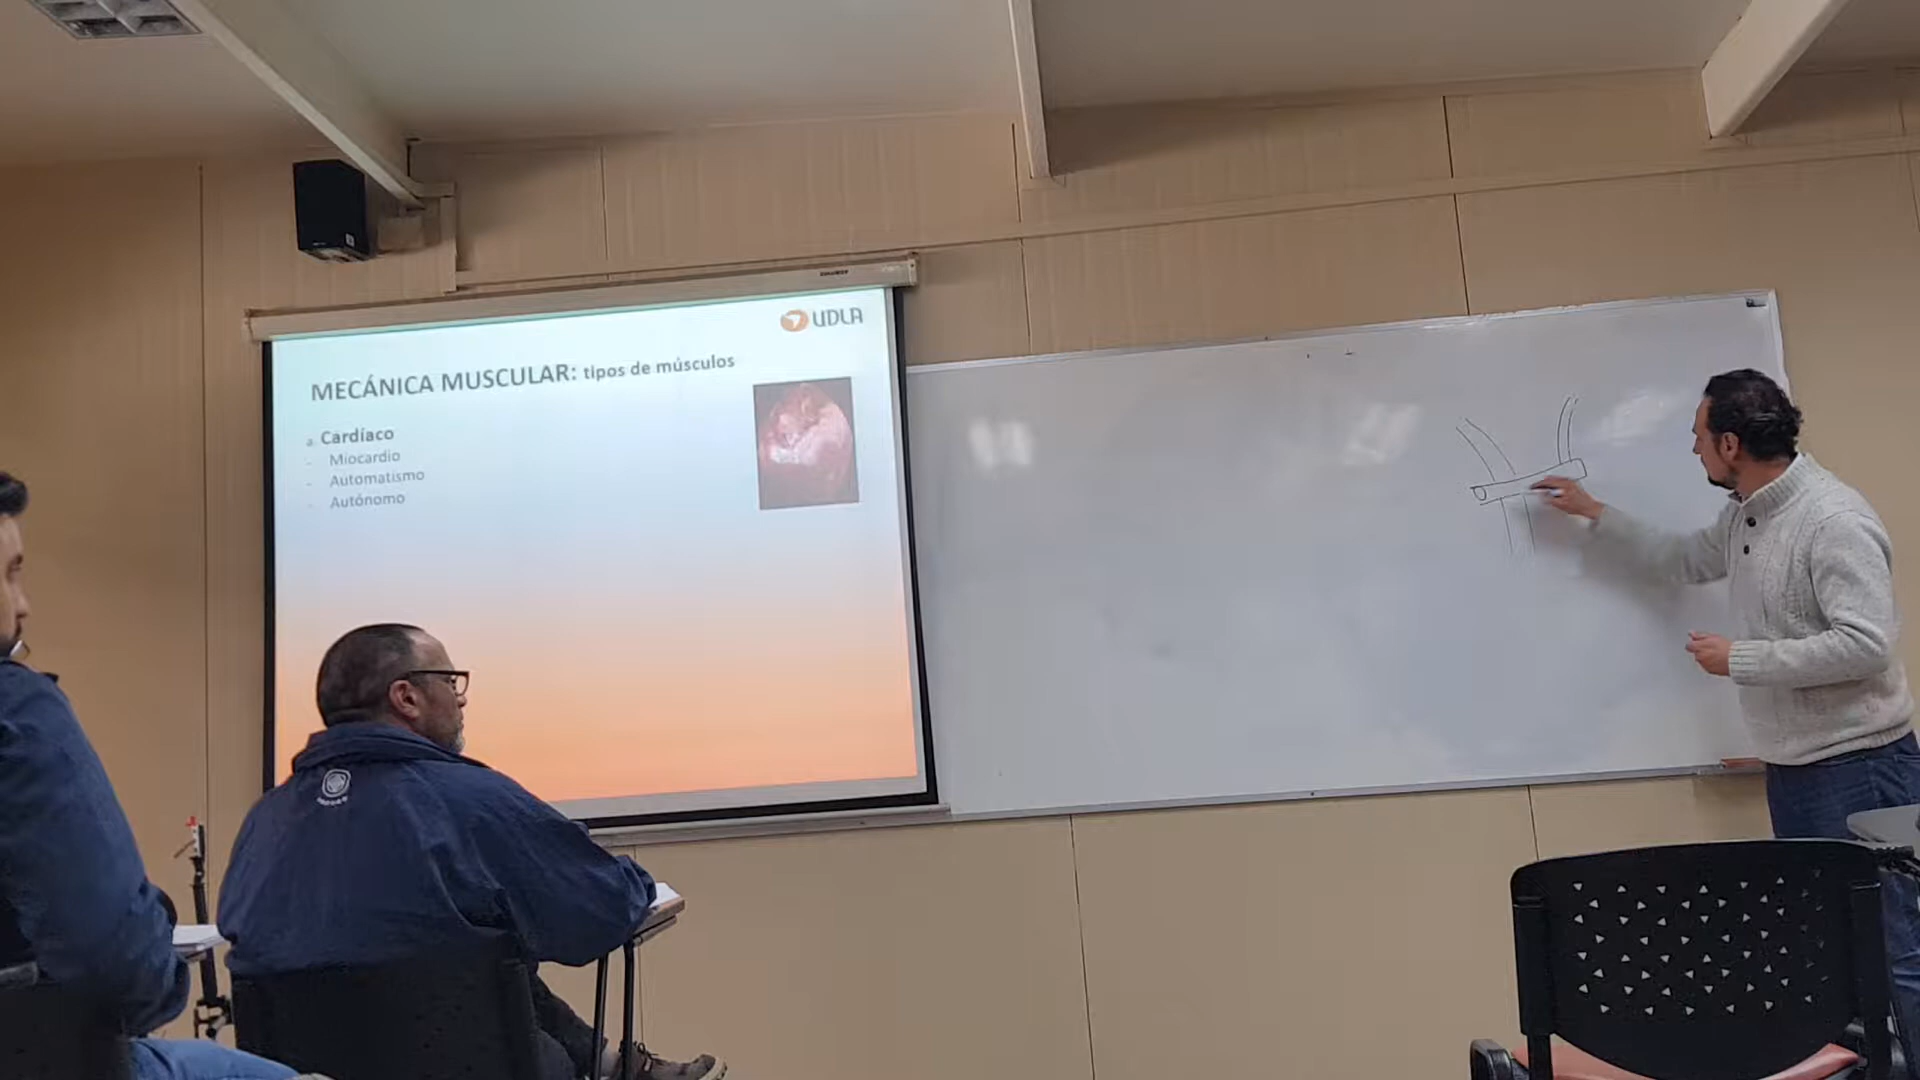 UDLA
MECÁNICA MUSCULAR: tipos de músculos
a. Cardíaco
- Miocardio
- Automatismo
- Autónomo